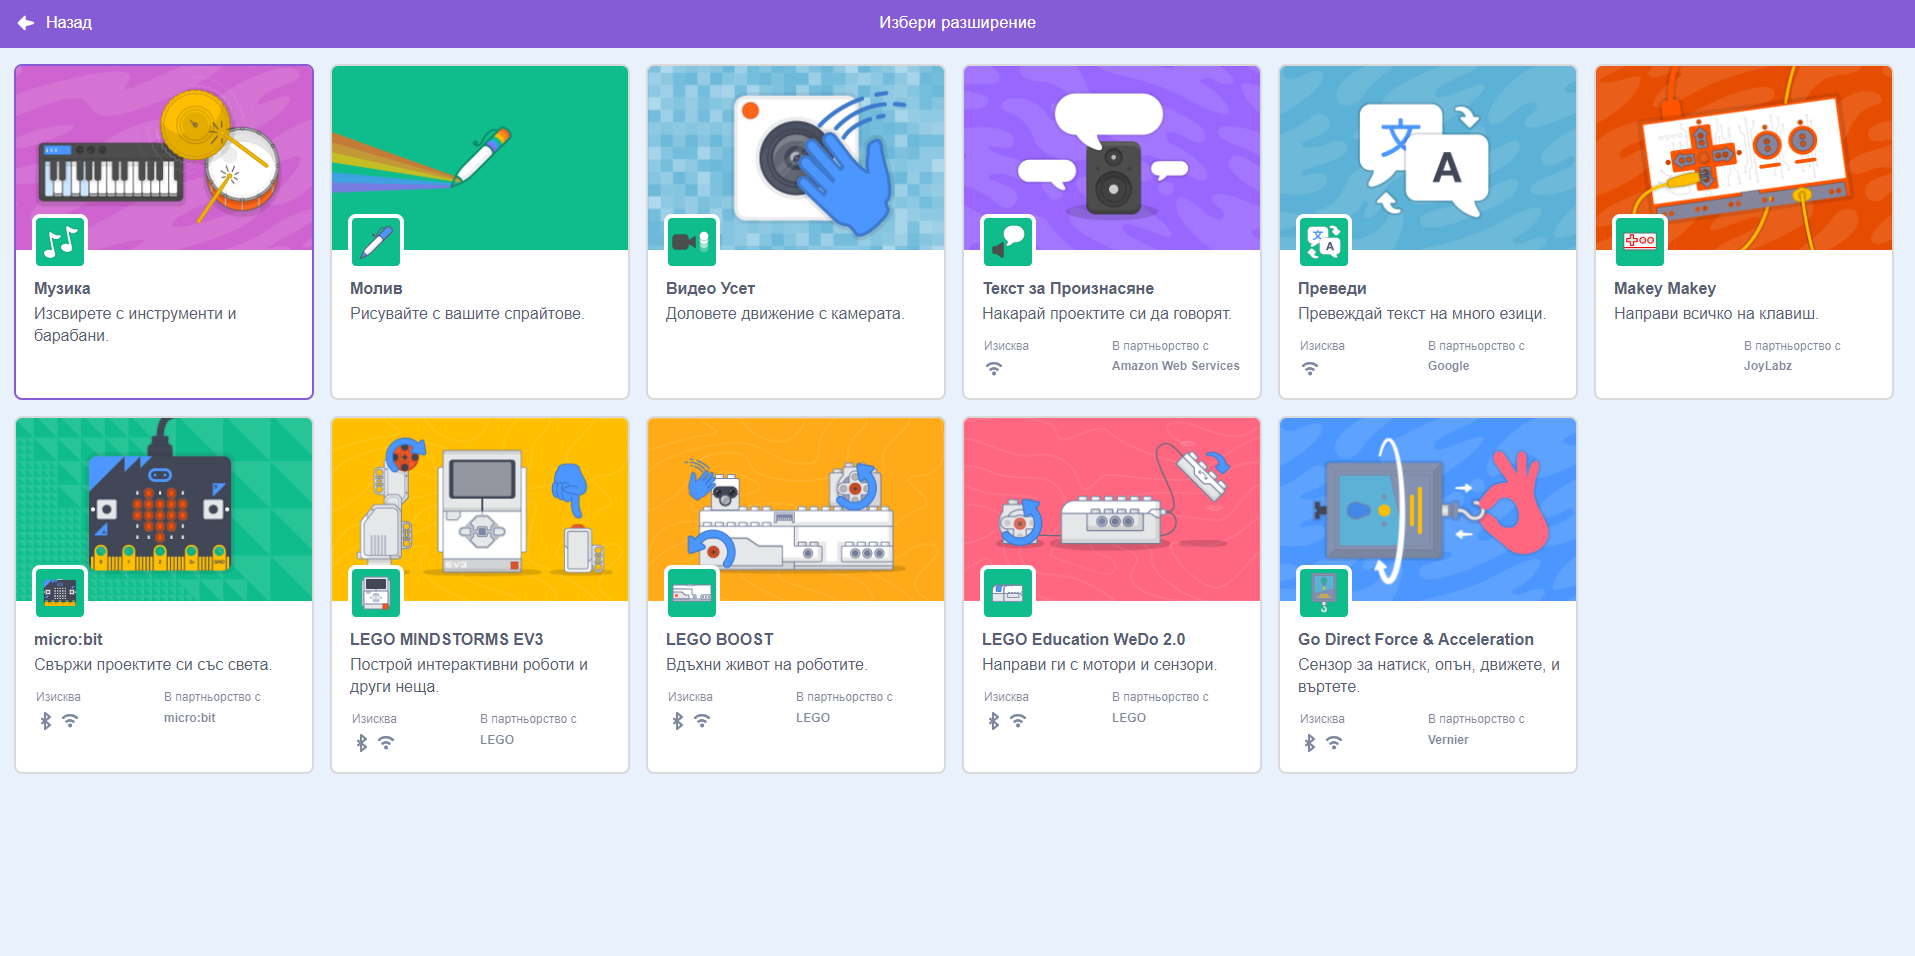 Назад
Избери разширение
Музика
Изсвирете с инструменти и
барабани.
Молив
Рисувайте с вашите спрайтове.
Видео Усет
Доловете движение с камерата.
Текст за Произнасяне
Накарай проектите си да говорят.
Изисква
В партньорство с
Amazon Web Services
文
A
Преведи
Превеждай текст на много езици.
Изисква
В партньорство с
Google
Makey Makey
Направи всичко на клавиш.
В партньорство с
JoyLabz
micro:bit
Свържи проектите си със света.
Изисква
В партньорство с
micro:bit
EV3
LEGO MINDSTORMS EV3
Построй интерактивни роботи и
други неща.
Изисква
В партньорство с
LEGO
LEGO BOOST
Вдъхни живот на роботите.
Изисква
В партньорство с
LEGO
LEGO Education WeDo 2.0
Направи ги с мотори и сензори.
Изисква
В партньорство с
LEGO
Go Direct Force & Acceleration
Сензор за натиск, опън, движете, и
въртете.
Изисква
В партньорство с
Vernier